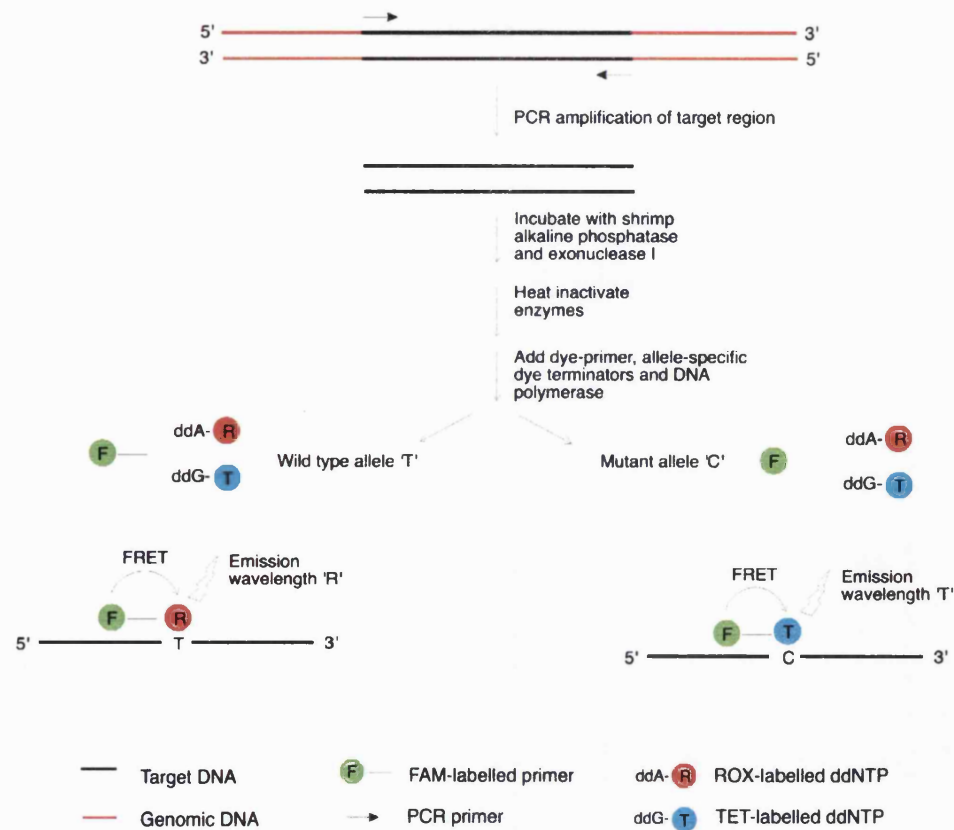 5' 3'
3' 5'
PCR amplification of target region
Incubate with shrimp
alkaline phosphatase
and exonuclease I
Heat inactivate
enzymes
Add dye-primer, allele-specific
dye terminators and DNA
polymerase
ddA- R
F
ddG- T
Wild type allele 'T'
Mutant allele 'C'
F
ddA- R
ddG- T
FRET
Emission
wavelength 'R'
F R
5' T 3'
FRET
Emission
wavelength 'T'
F T
5' C 3'
Target DNA
F FAM-labelled primer
ddA- R ROX-labelled ddNTP
Genomic DNA
PCR primer
ddG- T TET-labelled ddNTP